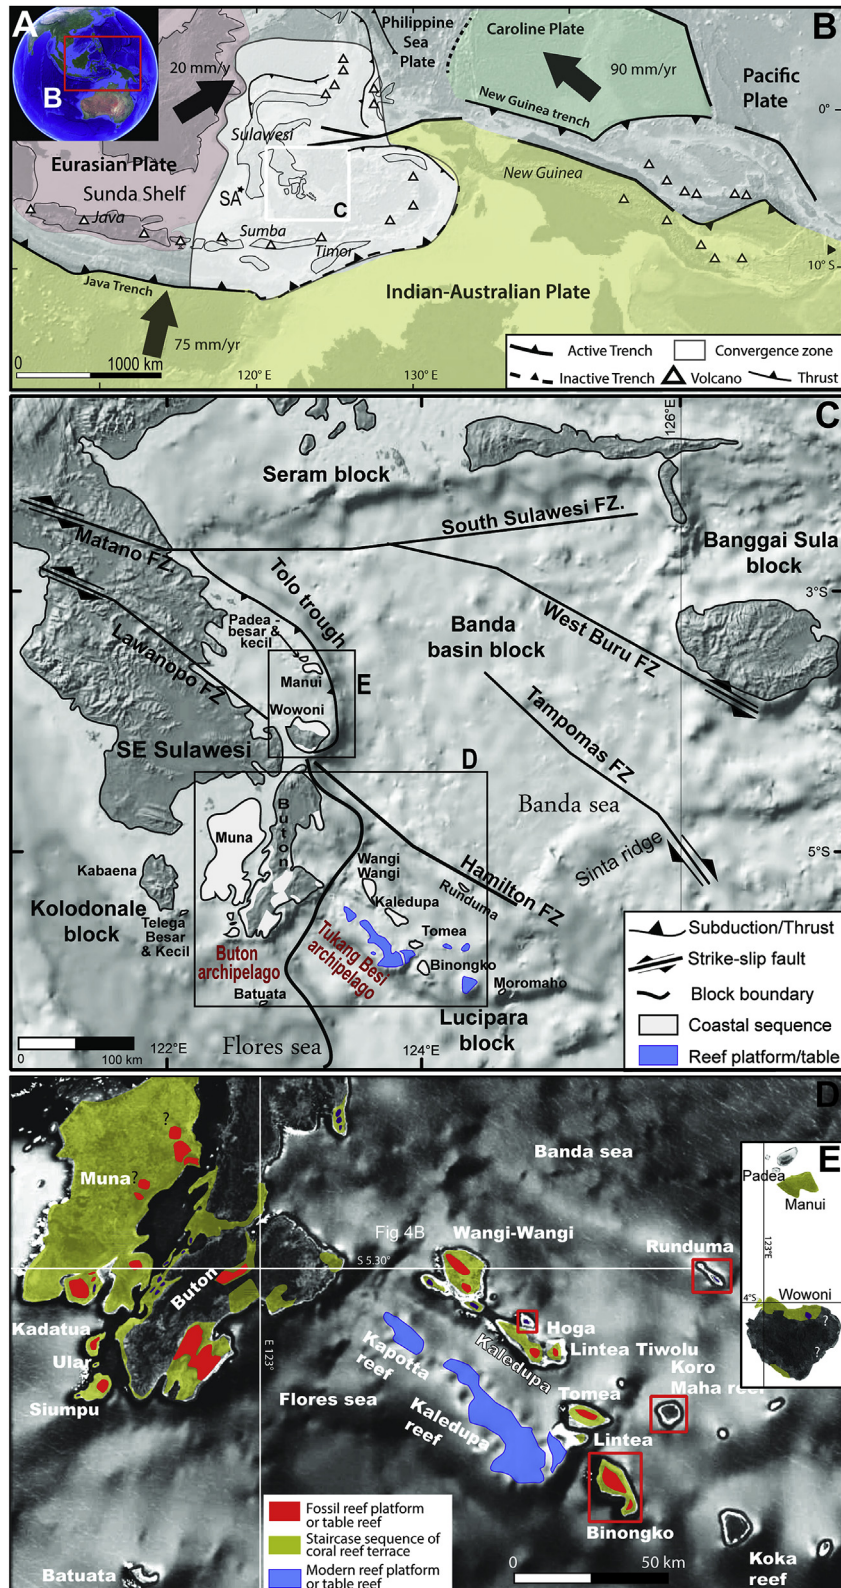 A
B
B
Philippine
Sea
Plate
Caroline Plate
20 mm/y
90 mm/yr
Pacific
Plate
New Guinea trench
0°
Sulawesi
Eurasian Plate
Sunda Shelf
SA
C
New Guinea
Java
Sumba
Timor
10° S
Java Trench
Indian-Australian Plate
75 mm/yr
0 1000 km
120° E
130° E
Active Trench
Convergence zone
Inactive Trench
Volcano
Thrust
C
126°E
Seram block
South Sulawesi FZ.
Matano FZ
Banggai Sula
block
Tolo trough
3°S
Padea -
besar &
kecil
Banda
basin block
West Buru FZ
Lawanopo FZ
Manui
E
Wowoni
Tampomas FZ
SE Sulawesi
D
Banda sea
Buton
Muna
Sinta ridge
5°S
Wangi
Wangi
Kabaena
Hamilton FZ
Runduma
Kaledupa
Kolodonale
block
Telega
Besar
& Kecil
Tomea
Buton
archipelago
Tukang Besi
archipelago
Binongko
Batuata
Moromaho
Lucipara
block
Flores sea
0 100 km
122°E
124°E
Subduction/Thrust
Strike-slip fault
Block boundary
Coastal sequence
Reef platform/table
D
?
Banda sea
E
Muna
?
Padea
Manui
Fig 4B
Wangi-Wangi
123°E
S 5.30°
Runduma
Buton
4°S
Wowoni
?
?
Kadatua
Hoga
Ular
E 123°
Kapotta
reef
Kaledupa
Lintea Tiwolu
Koro
Maha reef
Siumpu
Flores sea
Kaledupa
reef
Tomea
Lintea
Binongko
Fossil reef platform
or table reef
Staircase sequence of
coral reef terrace
Modern reef platform
or table reef
Batuata
0 50 km
Koka
reef